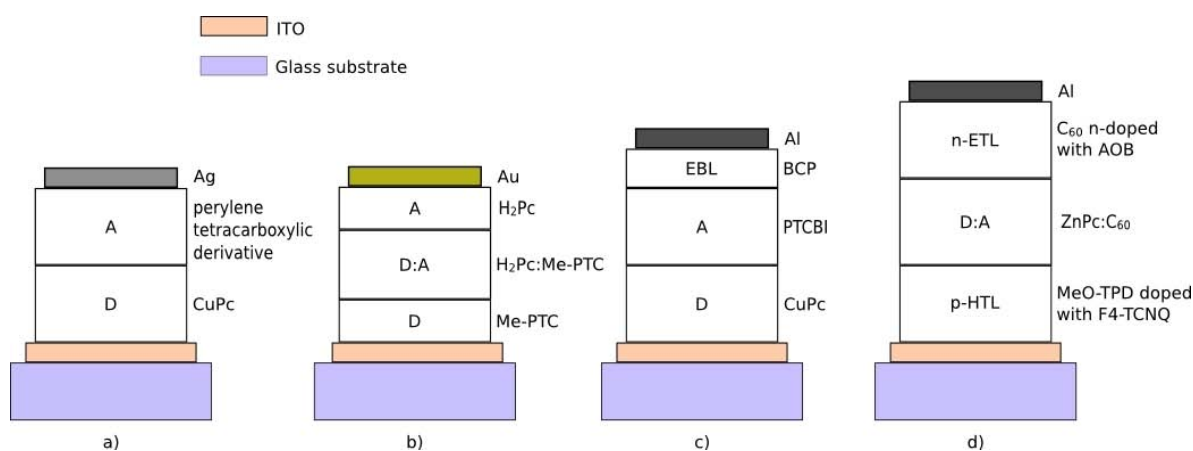 ITO
Glass substrate
Ag
A
perylene
tetracarboxylic
derivative
D
CuPc
a)
Au
A
H₂Pc
D:A
H₂Pc:Me-PTC
D
Me-PTC
b)
Al
EBL
BCP
A
PTCBI
D
CuPc
c)
Al
n-ETL
C₆₀ n-doped
with AOB
D:A
ZnPc:C₆₀
p-HTL
MeO-TPD doped
with F4-TCNQ
d)